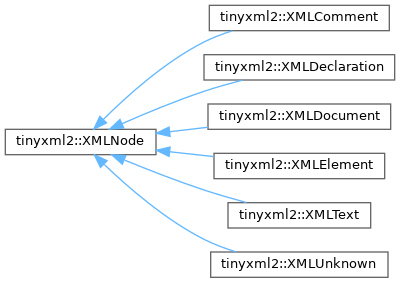 tinyxml2::XMLComment
tinyxml2::XMLDeclaration
tinyxml2::XMLDocument
tinyxml2::XMLNode
tinyxml2::XMLElement
tinyxml2::XMLText
tinyxml2::XMLUnknown